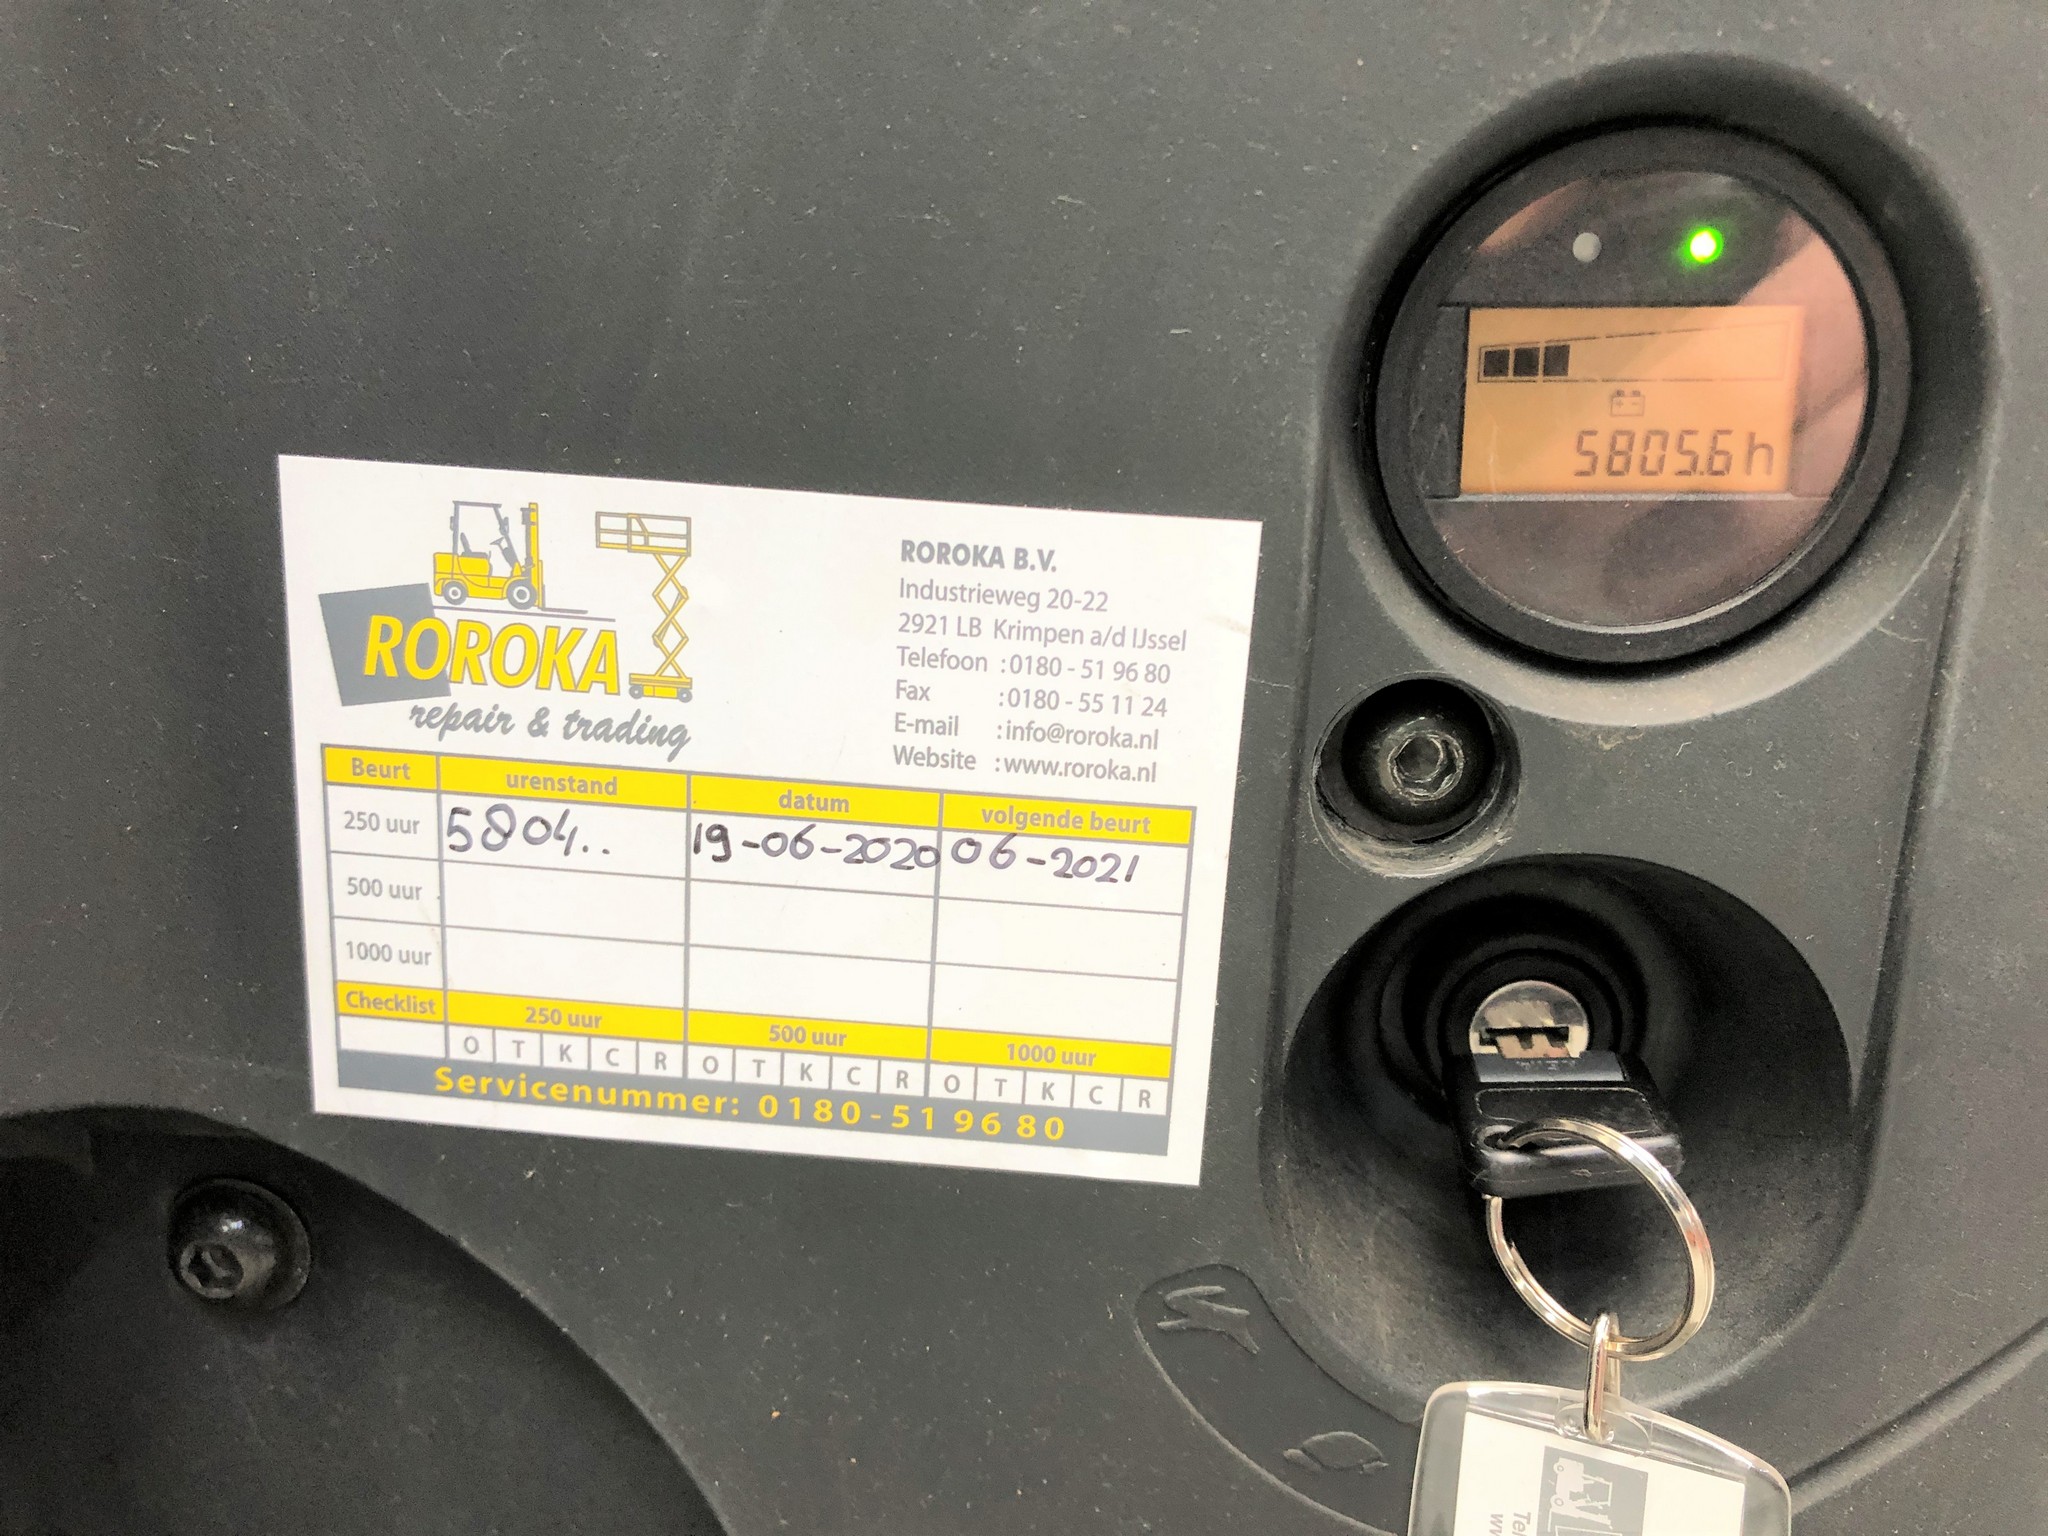 ROROKA
repair & trading
ROROKA B.V.
Industrieweg 20-22
2921 LB Krimpen a/d IJssel
Telefoon :0180 - 51 96 80
Fax :0180 - 55 11 24
E-mail :info@roroka.nl
Website :www.roroka.nl
Beurt urenstand datum volgende beurt
250 uur 5804.. 19-06-2020 06-2021
500 uur
1000 uur
Checklist 250 uur 500 uur 1000 uur
O T K C R O T K C R O T K C R
Servicenummer: 0180-51 96 80
5805.6 h